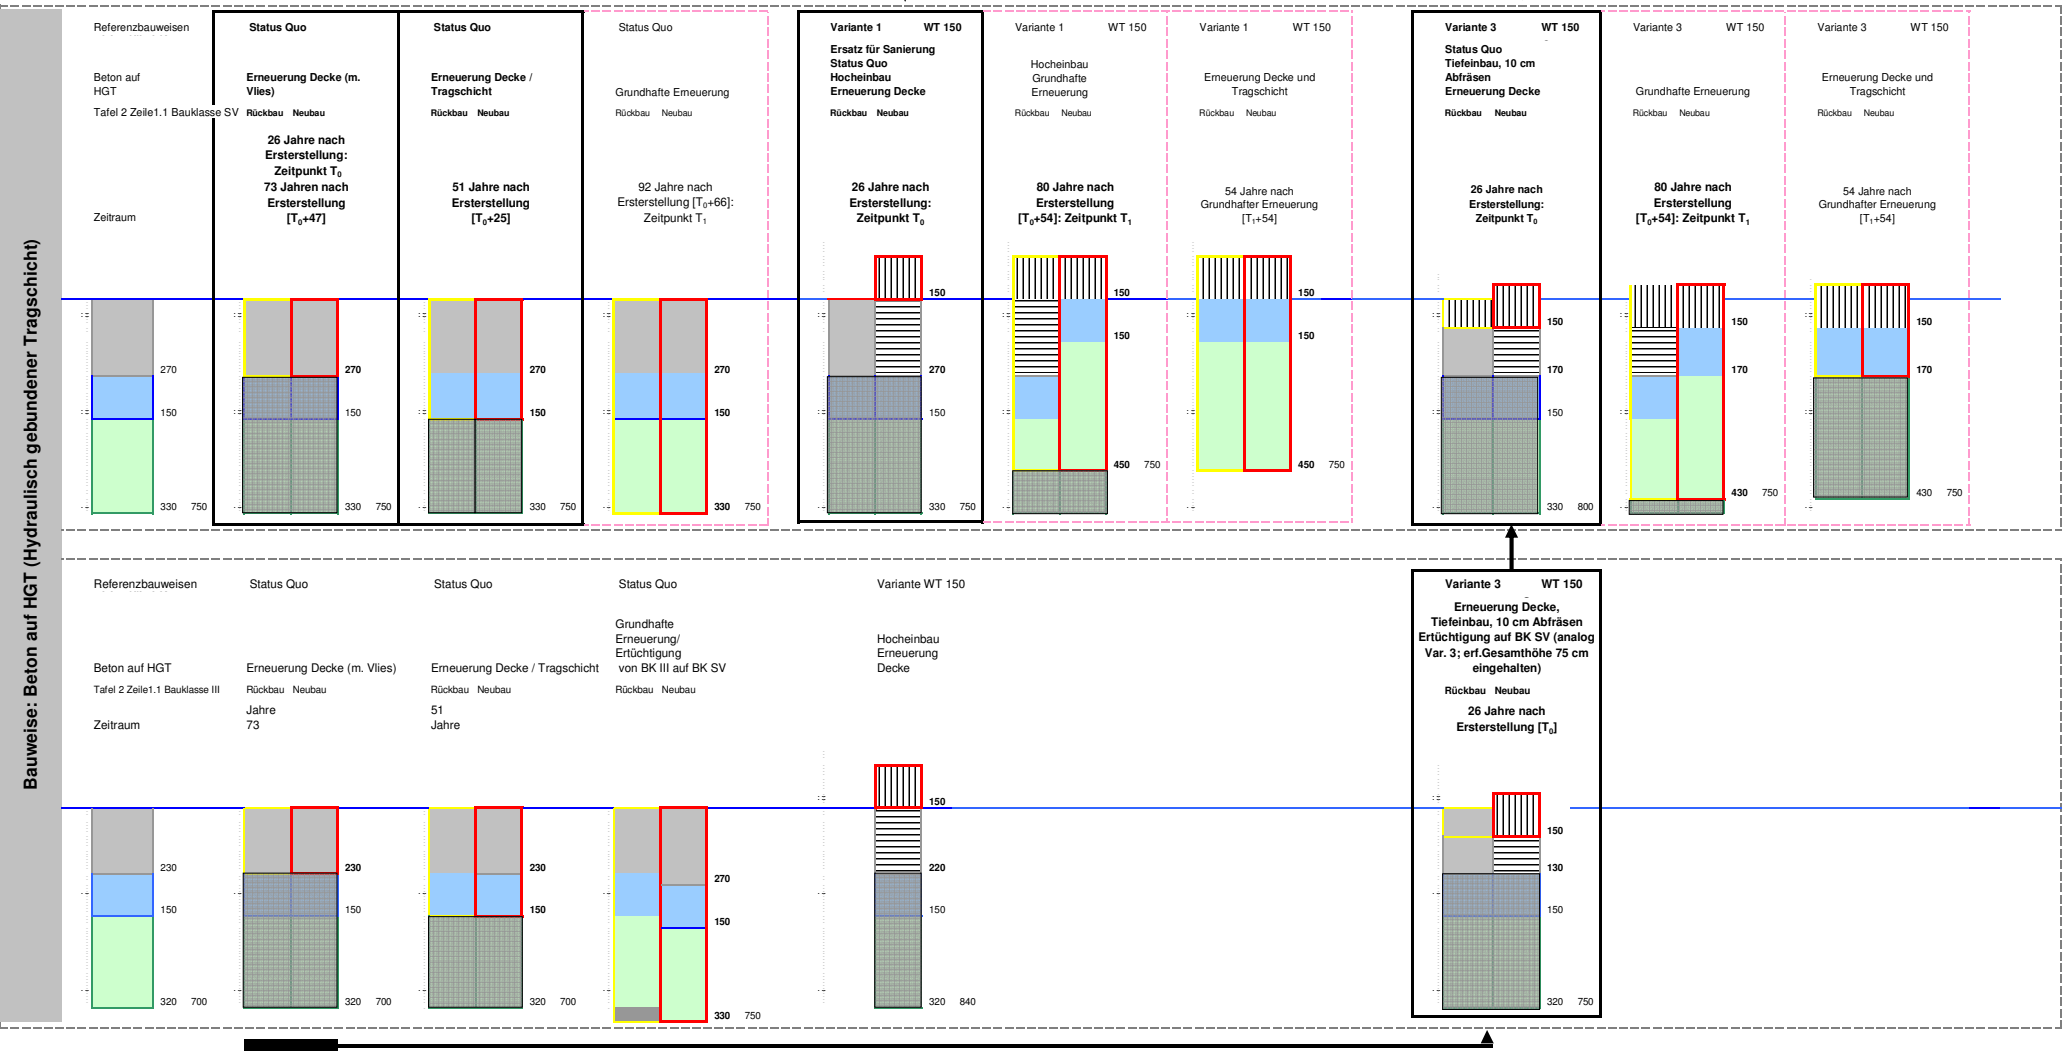 Bauweise: Beton auf HGT (Hydraulisch gebundener Tragschicht)
Referenzbauweisen
Beton auf
HGT
Tafel 2 Zeile1.1 Bauklasse SV
Zeitraum
270
150
330 750
Status Quo
Erneuerung Decke (m.
Vlies)
Rückbau Neubau
26 Jahre nach
Ersterstellung:
Zeitpunkt T0
73 Jahren nach
Ersterstellung
[T0+47]
270
150
330 750
Status Quo
Erneuerung Decke /
Tragschicht
Rückbau Neubau
51 Jahre nach
Ersterstellung
[T0+25]
270
150
330 750
Status Quo
Grundhafte Erneuerung
Rückbau Neubau
92 Jahre nach
Ersterstellung [T0+66]:
Zeitpunkt T1
270
150
330 750
Variante 1 WT 150
Ersatz für Sanierung
Status Quo
Hocheinbau
Erneuerung Decke
Rückbau Neubau
26 Jahre nach
Ersterstellung:
Zeitpunkt T0
150
270
150
330 750
Variante 1 WT 150
Hocheinbau
Grundhafte
Erneuerung
Rückbau Neubau
80 Jahre nach
Ersterstellung
[T0+54]: Zeitpunkt T1
150
150
450 750
Variante 1 WT 150
Erneuerung Decke und
Tragschicht
Rückbau Neubau
54 Jahre nach
Grundhafter Erneuerung
[T1+54]
150
150
450 750
Variante 3 WT 150
Status Quo
Tiefeinbau, 10 cm
Abfräsen
Erneuerung Decke
Rückbau Neubau
26 Jahre nach
Ersterstellung:
Zeitpunkt T0
150
170
150
330 800
Variante 3 WT 150
Grundhafte Erneuerung
Rückbau Neubau
80 Jahre nach
Ersterstellung
[T0+54]: Zeitpunkt T1
150
170
430 750
Variante 3 WT 150
Erneuerung Decke und
Tragschicht
Rückbau Neubau
54 Jahre nach
Grundhafter Erneuerung
[T1+54]
150
170
430 750
Referenzbauweisen
Beton auf HGT
Tafel 2 Zeile1.1 Bauklasse III
Zeitraum
230
150
320 700
Status Quo
Erneuerung Decke (m. Vlies)
Rückbau Neubau
Jahre
73
230
150
320 700
Status Quo
Erneuerung Decke / Tragschicht
Rückbau Neubau
51
Jahre
230
150
320 700
Status Quo
Grundhafte
Erneuerung/
Ertüchtigung
von BK III auf BK SV
Rückbau Neubau
270
150
330 750
Variante WT 150
Hocheinbau
Erneuerung
Decke
150
220
150
320 840
Variante 3 WT 150
Erneuerung Decke,
Tiefeinbau, 10 cm Abfräsen
Ertüchtigung auf BK SV (analog
Var. 3; erf.Gesamthöhe 75 cm
eingehalten)
Rückbau Neubau
26 Jahre nach
Ersterstellung [T0]
150
130
150
320 750